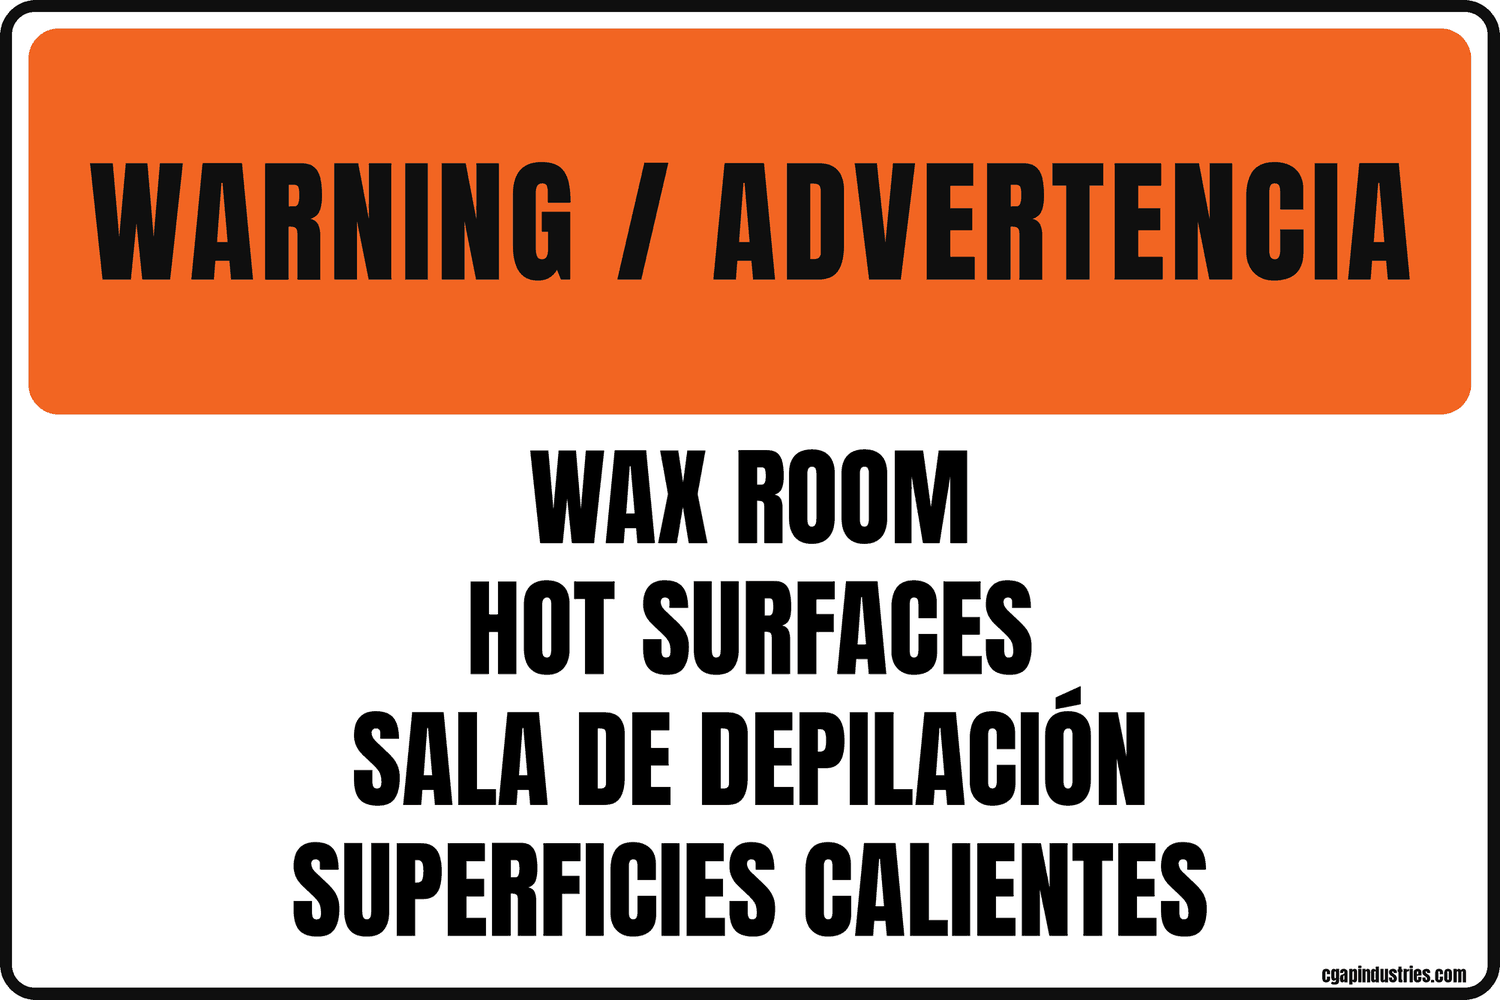 WARNING / ADVERTENCIA
WAX ROOM
HOT SURFACES
SALA DE DEPILACIÓN
SUPERFICIES CALIENTES
cgapindustries.com